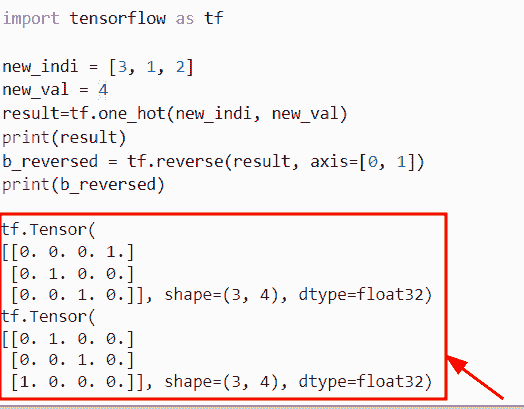 import tensorflow as tf
new_indi = [3, 1, 2]
new_val = 4
result=tf.one_hot(new_indi, new_val)
print(result)
b_reversed = tf.reverse(result, axis=[0, 1])
print(b_reversed)
tf.Tensor(
[[0. 0. 0. 1.]
 [0. 1. 0. 0.]
 [0. 0. 1. 0.]], shape=(3, 4), dtype=float32)
tf.Tensor(
[[0. 1. 0. 0.]
 [0. 0. 1. 0.]
 [1. 0. 0. 0.]], shape=(3, 4), dtype=float32)